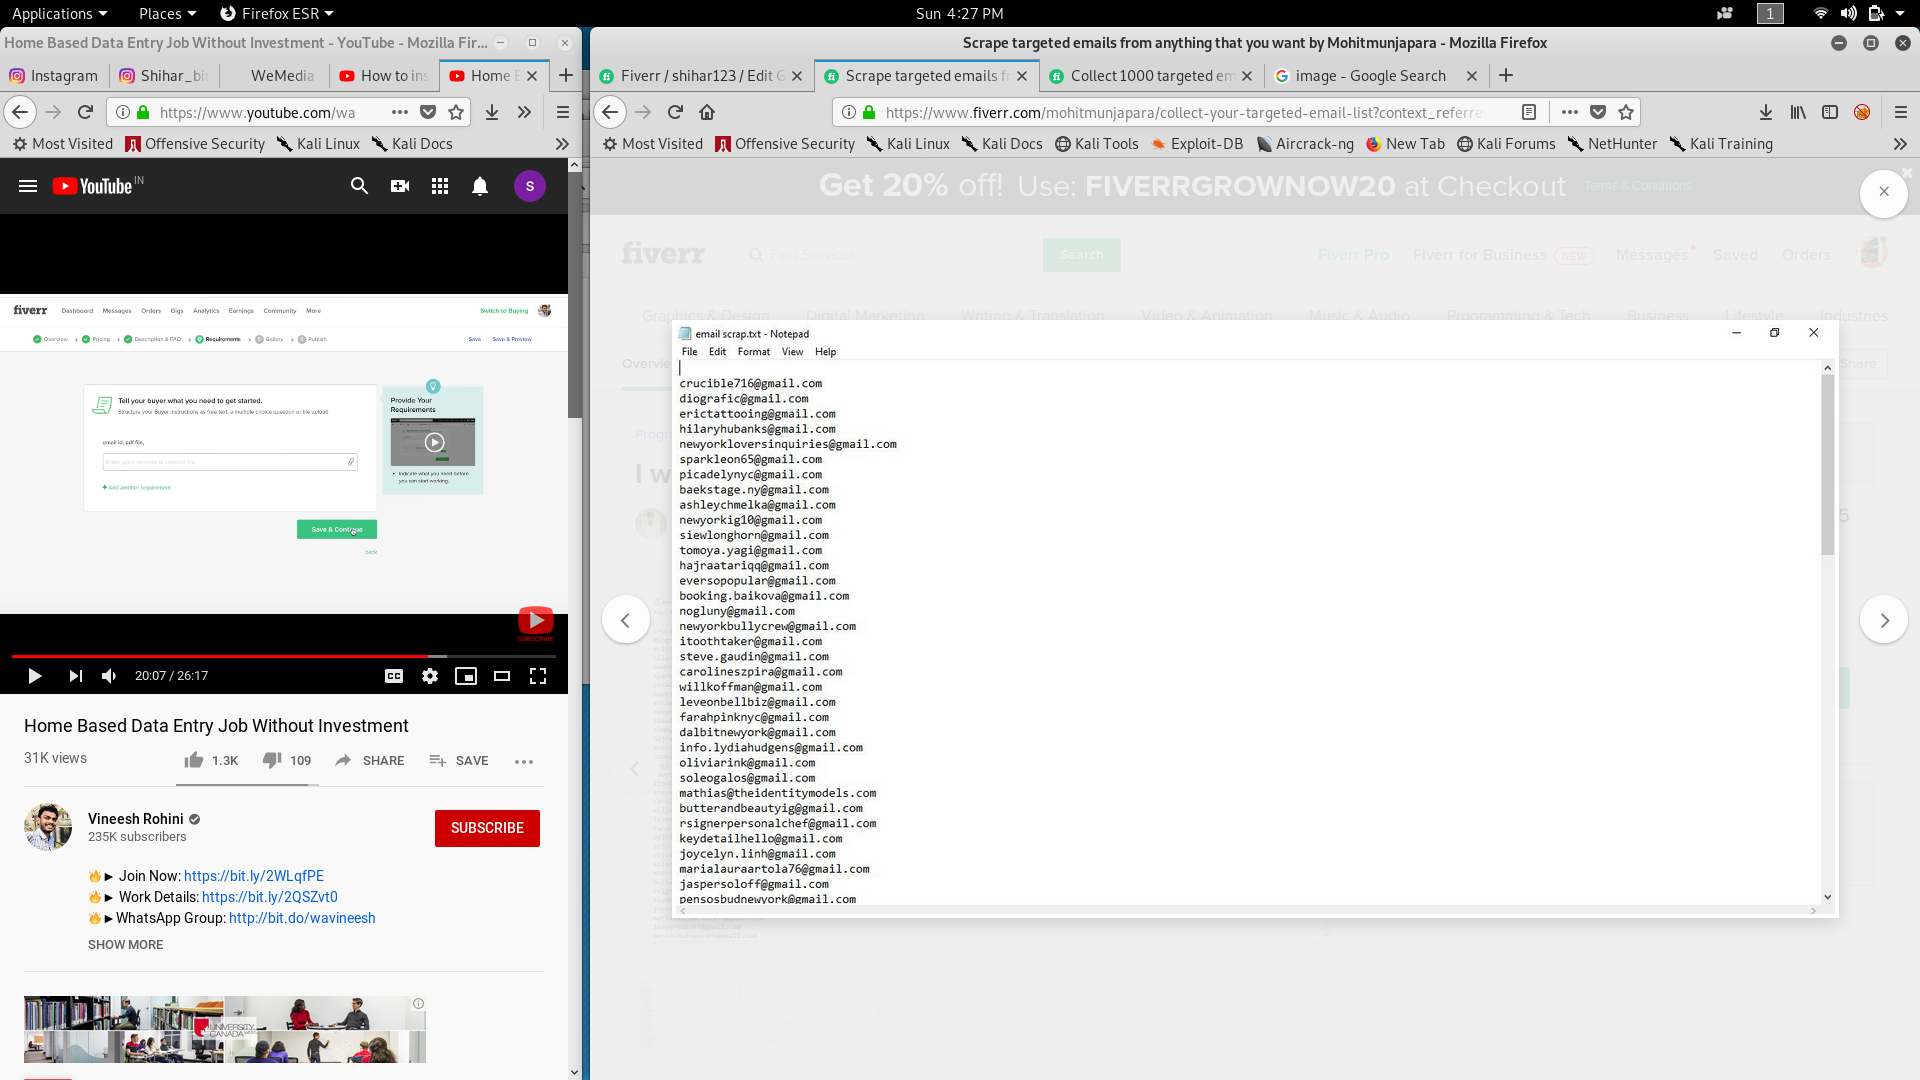 Applications Places Firefox ESR Sun 4:27 PM 1
Home Based Data Entry Job Without Investment - YouTube - Mozilla Fir...
Instagram Shihar_bi WeMedia How to ins Home E
https://www.youtube.com/wa
Most Visited Offensive Security Kali Linux Kali Docs
YouTube IN S
fiverr Dashboard Messages Orders Gigs Analytics Earnings Community More Switch to Buying
Overview Pricing Description & FAQ Requirements Gallery Publish Save Save & Preview
Tell your buyer what you need to get started.
Structure your Buyer Instructions as free text, a multiple choice question or file upload.
email id, pdf file,
Enter your answer or upload file
+ Add another requirement
Provide Your
Requirements
Indicate what you need before
you can start working.
Save & Continue
back
SUBSCRIBE
20:07 / 26:17 CC
Home Based Data Entry Job Without Investment
31K views 1.3K 109 SHARE SAVE
Vineesh Rohini
235K subscribers
SUBSCRIBE
Join Now: https://bit.ly/2WLqfPE
Work Details: https://bit.ly/2QSZvt0
WhatsApp Group: http://bit.do/wavineesh
SHOW MORE
UNIVERSITY
CANADA
Scrape targeted emails from anything that you want by Mohitmunjapara - Mozilla Firefox
Fiverr / shihar123 / Edit G Scrape targeted emails fr Collect 1000 targeted em image - Google Search
https://www.fiverr.com/mohitmunjapara/collect-your-targeted-email-list?context_referre
Most Visited Offensive Security Kali Linux Kali Docs Kali Tools Exploit-DB Aircrack-ng New Tab Kali Forums NetHunter Kali Training
Get 20% off! Use: FIVERRGROWNOW20 at Checkout Terms & Conditions
fiverr Find Services Search Fiverr Pro Fiverr for Business NEW Messages Saved Orders
Graphics & Design Digital Marketing Writing & Translation Video & Animation Music & Audio Programming & Tech Business Lifestyle Industries
Overvie Share
Progr
I w
email scrap.txt - Notepad
File Edit Format View Help
crucible716@gmail.com
diografic@gmail.com
erictattooing@gmail.com
hilaryhubanks@gmail.com
newyorkloversinquiries@gmail.com
sparkleon65@gmail.com
picadelynyc@gmail.com
baekstage.ny@gmail.com
ashleychmelka@gmail.com
newyorkig10@gmail.com
siewlonghorn@gmail.com
tomoya.yagi@gmail.com
hajraatariqq@gmail.com
eversopopular@gmail.com
booking.baikova@gmail.com
nogluny@gmail.com
newyorkbullycrew@gmail.com
itoothtaker@gmail.com
steve.gaudin@gmail.com
carolineszpira@gmail.com
willkoffman@gmail.com
leveonbellbiz@gmail.com
farahpinknyc@gmail.com
dalbitnewyork@gmail.com
info.lydiahudgens@gmail.com
oliviarink@gmail.com
soleogalos@gmail.com
mathias@theidentitymodels.com
butterandbeautyig@gmail.com
rsignerpersonalchef@gmail.com
keydetailhello@gmail.com
joycelyn.linh@gmail.com
marialauraartola76@gmail.com
jaspersoloff@gmail.com
pensosbudnewyork@gmail.com